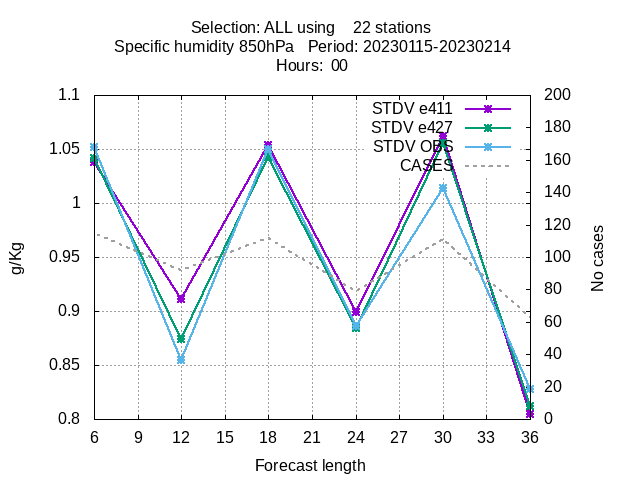 Selection: ALL using    22 stations
Specific humidity 850hPa   Period: 20230115-20230214
Hours:  00
STDV e411
STDV e427
STDV OBS
CASES
1.1
1.05
1
0.95
0.9
0.85
0.8
g/Kg
200
180
160
140
120
100
80
60
40
20
0
No cases
6 9 12 15 18 21 24 27 30 33 36
Forecast length